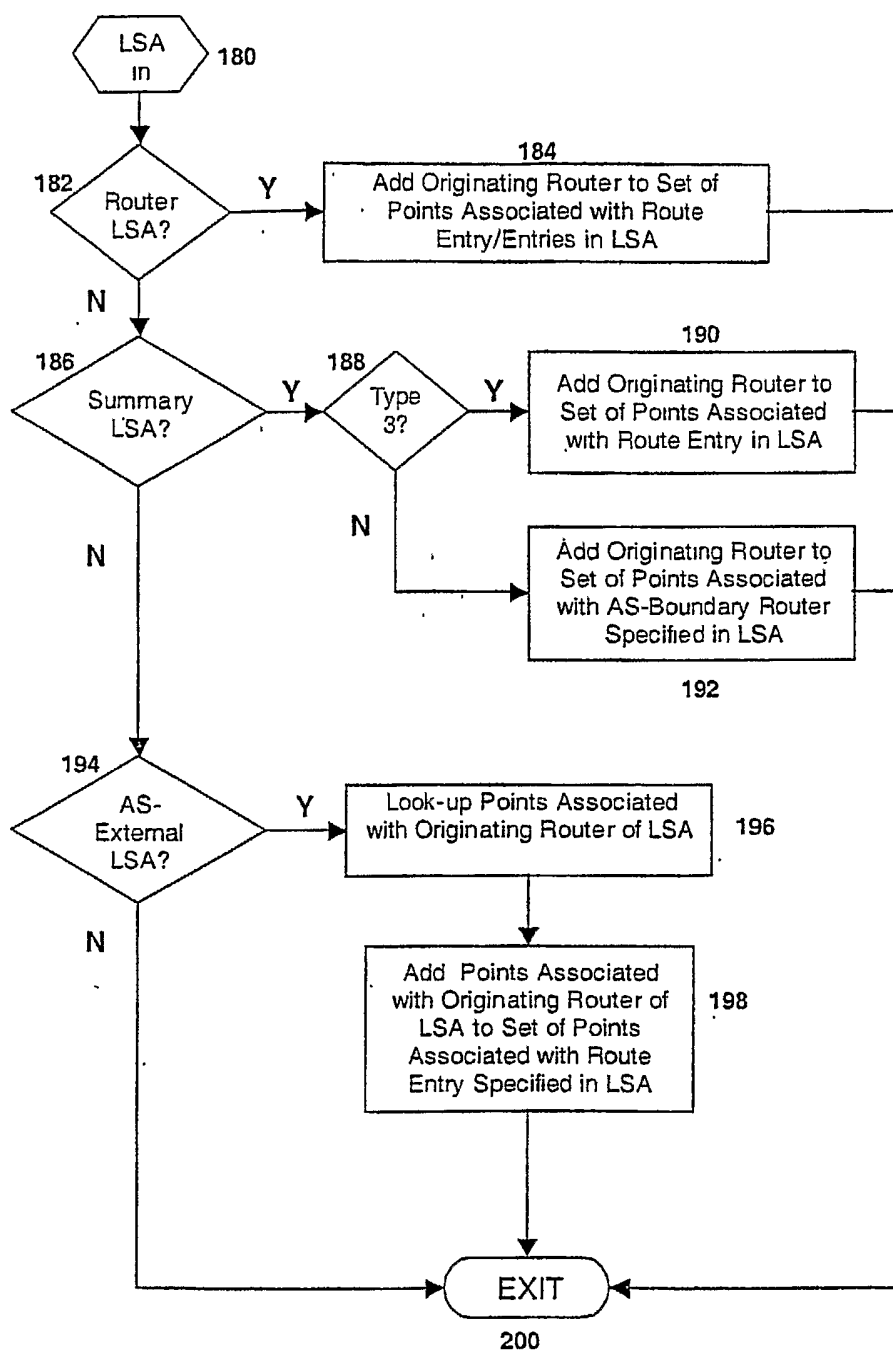 LSA
in
180
182
Router
LSA?
Y
184
Add Originating Router to Set of
Points Associated with Route
Entry/Entries in LSA
N
186
Summary
LSA?
Y
188
Type
3?
Y
190
Add Originating Router to
Set of Points Associated
with Route Entry in LSA
N
N
Add Originating Router to
Set of Points Associated
with AS-Boundary Router
Specified in LSA
192
194
AS-
External
LSA?
Y
Look-up Points Associated
with Originating Router of LSA
196
N
Add Points Associated
with Originating Router of
LSA to Set of Points
Associated with Route
Entry Specified in LSA
198
EXIT
200